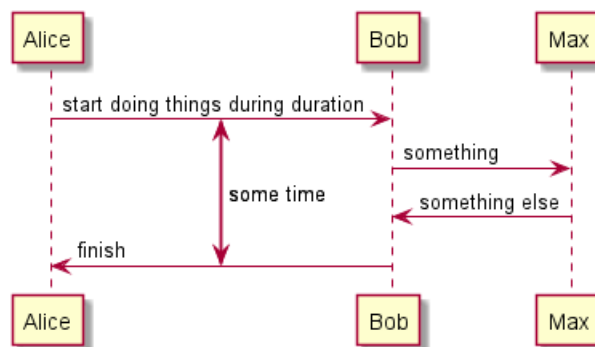 Alice Bob Max
start doing things during duration
something
some time
something else
finish
Alice Bob Max